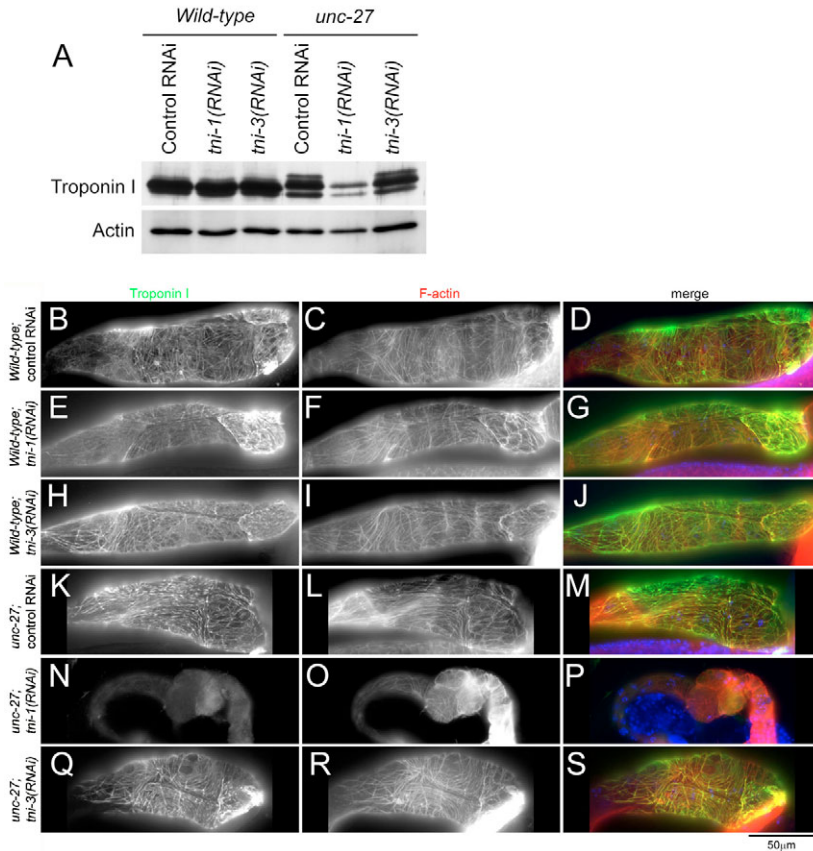 Wild-type unc-27
A
Control RNAi
tni-1(RNAi)
tni-3(RNAi)
Control RNAi
tni-1(RNAi)
tni-3(RNAi)
Troponin I
Actin
Troponin I F-actin merge
Wild-type;
control RNAi
B C D
Wild-type;
tni-1(RNAi)
E F G
Wild-type;
tni-3(RNAi)
H I J
unc-27;
control RNAi
K L M
unc-27;
tni-1(RNAi)
N O P
unc-27;
tni-3(RNAi)
Q R S
50µm